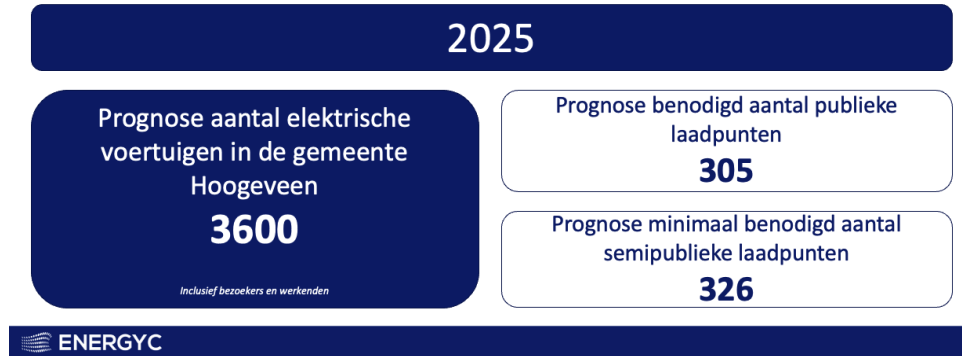 2025
Prognose aantal elektrische
voertuigen in de gemeente
Hoogeveen
3600
Inclusief bezoekers en werkenden
Prognose benodigd aantal publieke
laadpunten
305
Prognose minimaal benodigd aantal
semipublieke laadpunten
326
ENERGYC